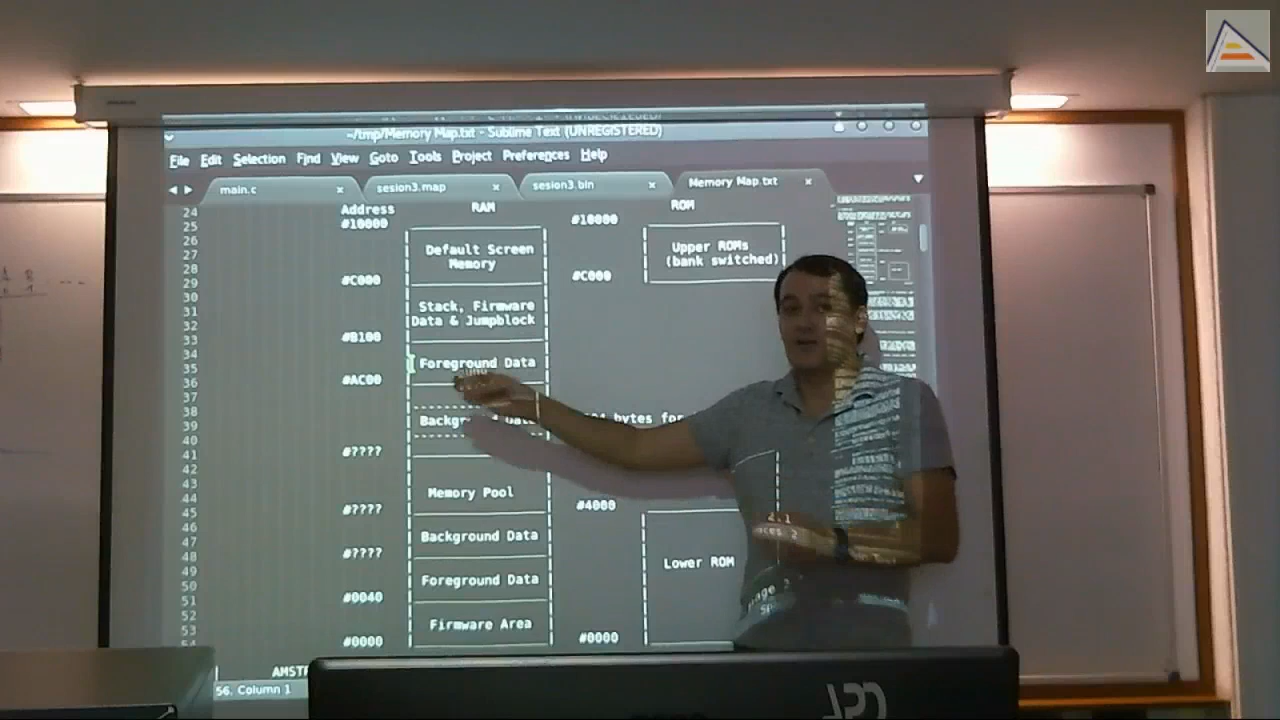 ~/tmp/Memory Map.txt - Sublime Text (UNREGISTERED)
File Edit Selection Find View Goto Tools Project Preferences Help
main.c × sesion3.map × sesion3.bin × Memory Map.txt ×
24 Address RAM ROM
25 #10000 #10000
26
27 Default Screen Upper ROMs
28 Memory (bank switched)
29 #C000 #C000
30
31 Stack, Firmware
32 Data & Jumpblock
33 #B100
34
35 Foreground Data
36 #AC00
37
38 bytes for
39 Background Data
40
41 #????
42
43
44 Memory Pool
45 #???? #4000
46
47 Background Data
48 #????
49 Lower ROM
50 Foreground Data
51 #0040
52
53 Firmware Area
#0000 #0000
56, Column 1